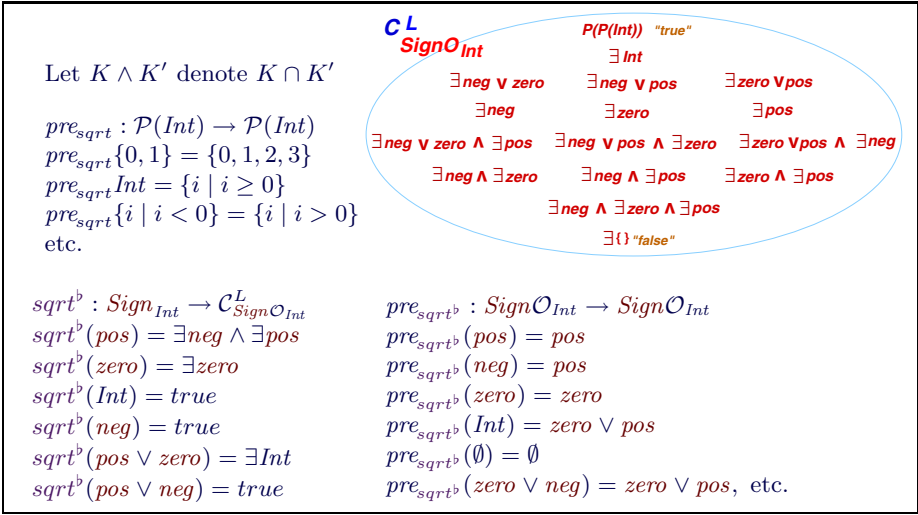 Let K ∧ K′ denote K ∩ K′
pre_sqrt : P(Int) → P(Int)
pre_sqrt{0, 1} = {0, 1, 2, 3}
pre_sqrt Int = {i | i ≥ 0}
pre_sqrt{i | i < 0} = {i | i > 0}
etc.
C^L SignO_Int
P(P(Int)) "true"
∃Int
∃neg ∨ zero ∃neg ∨ pos ∃zero ∨ pos
∃neg ∃zero ∃pos
∃neg ∨ zero ∧ ∃pos ∃neg ∨ pos ∧ ∃zero ∃zero ∨ pos ∧ ∃neg
∃neg ∧ ∃zero ∃neg ∧ ∃pos ∃zero ∧ ∃pos
∃neg ∧ ∃zero ∧ ∃pos
∃{ } "false"
sqrt^♭ : Sign_Int → C^L_SignO_Int
sqrt^♭(pos) = ∃neg ∧ ∃pos
sqrt^♭(zero) = ∃zero
sqrt^♭(Int) = true
sqrt^♭(neg) = true
sqrt^♭(pos ∨ zero) = ∃Int
sqrt^♭(pos ∨ neg) = true
pre_sqrt^♭ : SignO_Int → SignO_Int
pre_sqrt^♭(pos) = pos
pre_sqrt^♭(neg) = pos
pre_sqrt^♭(zero) = zero
pre_sqrt^♭(Int) = zero ∨ pos
pre_sqrt^♭(∅) = ∅
pre_sqrt^♭(zero ∨ neg) = zero ∨ pos, etc.